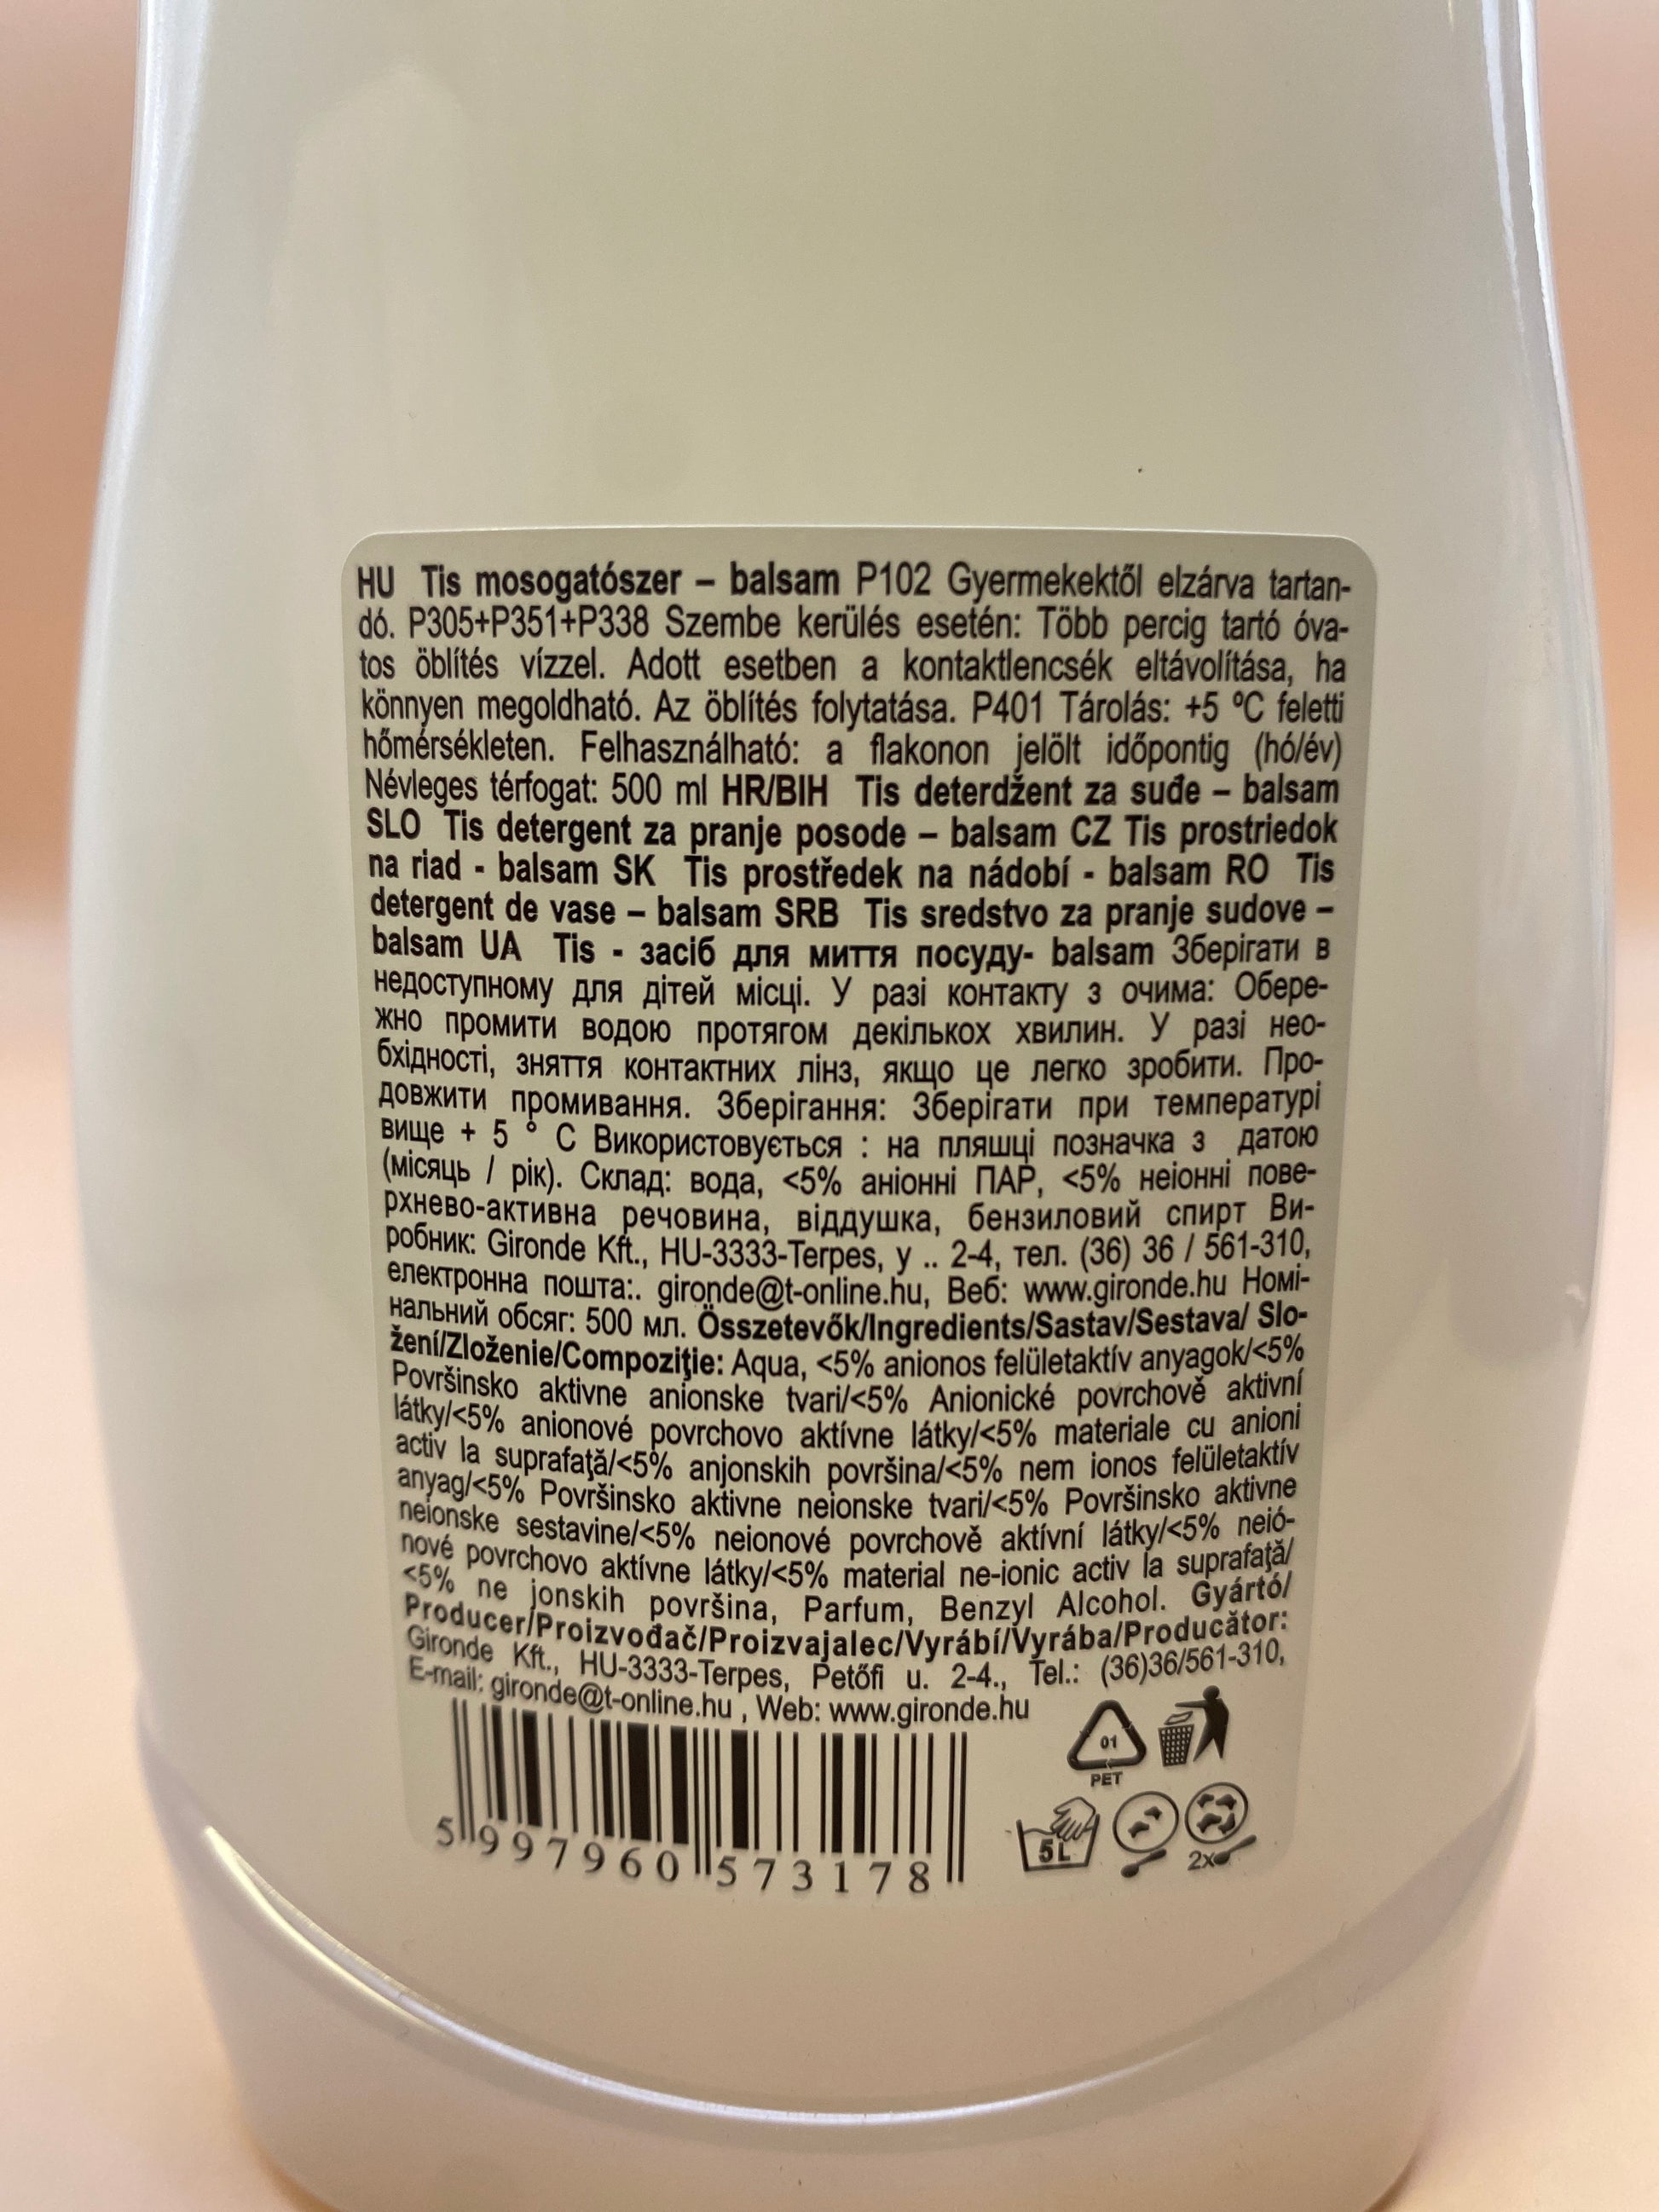 HU Tis mosogatószer – balsam P102 Gyermekektől elzárva tartan-
dó. P305+P351+P338 Szembe kerülés esetén: Több percig tartó óva-
tos öblítés vízzel. Adott esetben a kontaktlencsék eltávolítása, ha
könnyen megoldható. Az öblítés folytatása. P401 Tárolás: +5 ºC feletti
hőmérsékleten. Felhasználható: a flakonon jelölt időpontig (hó/év)
Névleges térfogat: 500 ml HR/BIH Tis deterdžent za suđe – balsam
SLO Tis detergent za pranje posode – balsam CZ Tis prostriedok
na riad - balsam SK Tis prostředek na nádobí - balsam RO Tis
detergent de vase – balsam SRB Tis sredstvo za pranje sudove –
balsam UA Tis - засіб для миття посуду- balsam Зберігати в
недоступному для дітей місці. У разі контакту з очима: Обере-
жно промити водою протягом декількох хвилин. У разі нео-
бхідності, зняття контактних лінз, якщо це легко зробити. Про-
довжити промивання. Зберігання: Зберігати при температурі
вище + 5 ° C Використовується : на пляшці позначка з датою
(місяць / рік). Склад: вода, <5% аніонні ПАР, <5% неіонні пове-
рхнево-активна речовина, віддушка, бензиловий спирт Ви-
робник: Gironde Kft., HU-3333-Terpes, у .. 2-4, тел. (36) 36 / 561-310,
електронна пошта:. gironde@t-online.hu, Веб: www.gironde.hu Номі-
нальний обсяг: 500 мл. Összetevők/Ingredients/Sastav/Sestava/ Slo-
žení/Zloženie/Compoziţie: Aqua, <5% anionos felületaktív anyagok/<5%
Površinsko aktivne anionske tvari/<5% Anionické povrchově aktivní
látky/<5% anionové povrchovo aktívne látky/<5% materiale cu anioni
activ la suprafaţă/<5% anjonskih površina/<5% nem ionos felületaktív
anyag/<5% Površinsko aktivne neionske tvari/<5% Površinsko aktivne
neionske sestavine/<5% neionové povrchově aktívní látky/<5% neió-
nové povrchovo aktívne látky/<5% material ne-ionic activ la suprafaţă/
<5% ne jonskih površina, Parfum, Benzyl Alcohol. Gyártó/
Producer/Proizvođač/Proizvajalec/Vyrábí/Vyrába/Producător:
Gironde Kft., HU-3333-Terpes, Petőfi u. 2-4., Tel.: (36)36/561-310,
E-mail: gironde@t-online.hu , Web: www.gironde.hu
01
PET
5L
2x
5 997960 573178